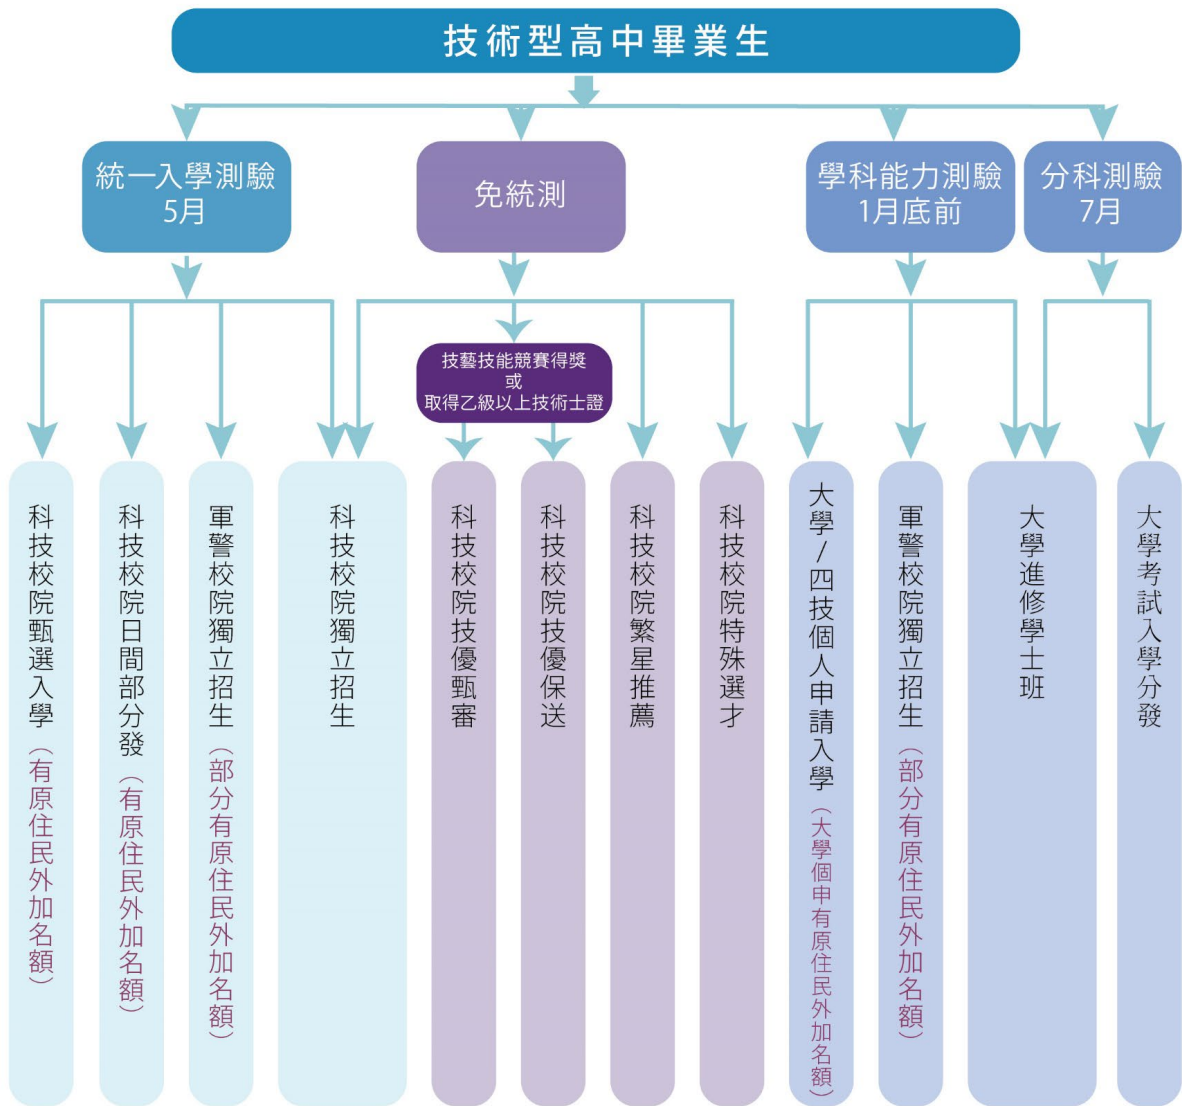 技術型高中畢業生
統一入學測驗
5月
免統測
學科能力測驗
1月底前
分科測驗
7月
技藝技能競賽得獎
或
取得乙級以上技術士證
科技校院甄選入學（有原住民外加名額）
科技校院日間部分發（有原住民外加名額）
軍警校院獨立招生（部分有原住民外加名額）
科技校院獨立招生
科技校院技優甄審
科技校院技優保送
科技校院繁星推薦
科技校院特殊選才
大學/四技個人申請入學（大學個申有原住民外加名額）
軍警校院獨立招生（部分有原住民外加名額）
大學進修學士班
大學考試入學分發